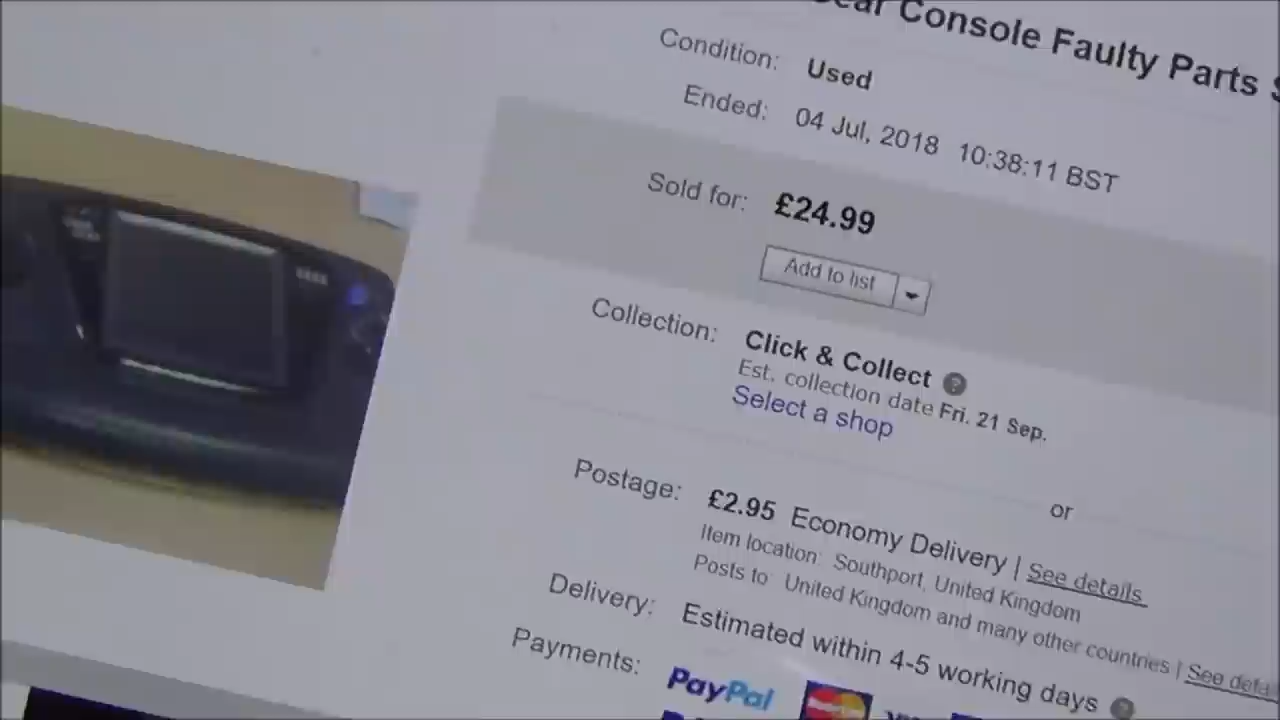 Console Faulty Parts
Condition: Used
Ended: 04 Jul, 2018 10:38:11 BST
Sold for: £24.99
Add to list
Collection: Click & Collect
Est. collection date Fri. 21 Sep.
Select a shop
or
Postage: £2.95 Economy Delivery | See details
Item location: Southport, United Kingdom
Posts to: United Kingdom and many other countries | See
Delivery: Estimated within 4-5 working days
Payments: PayPal